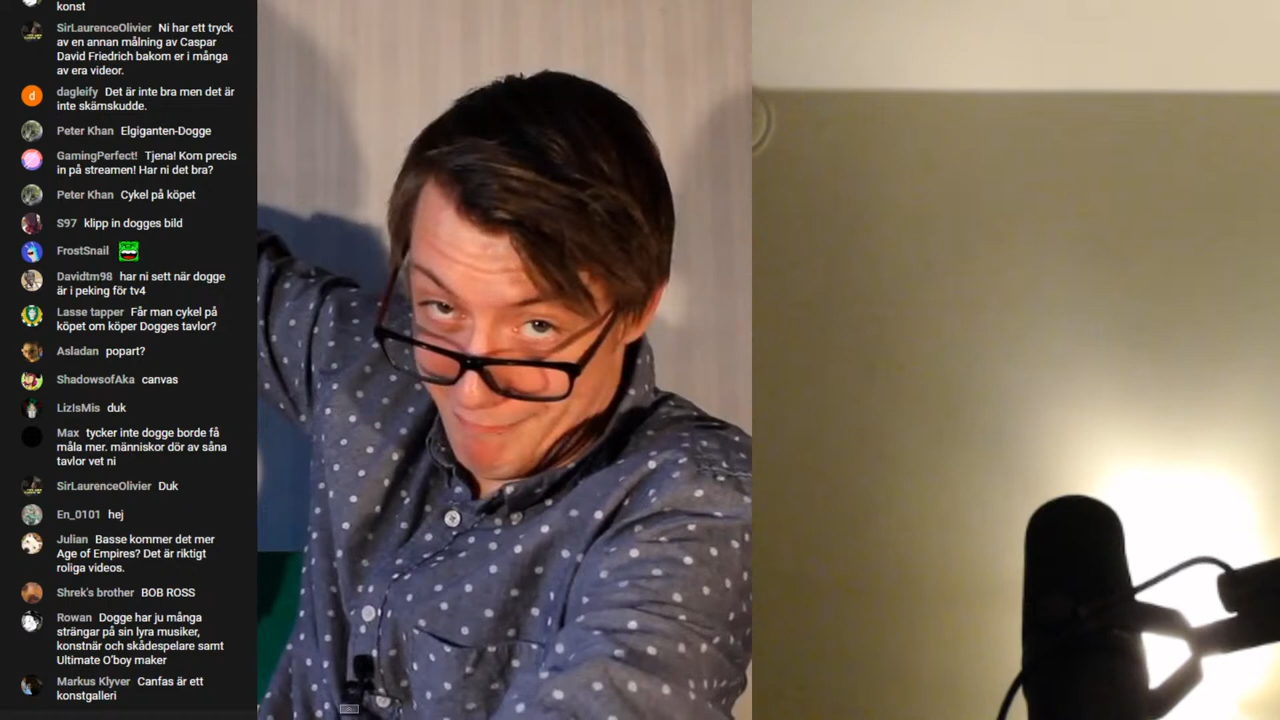 konst
SirLaurenceOlivier Ni har ett tryck
av en annan målning av Caspar
David Friedrich bakom er i många
av era videor.
d
dagleify Det är inte bra men det är
inte skämskudde.
Peter Khan Elgiganten-Dogge
GamingPerfect! Tjena! Kom precis
in på streamen! Har ni det bra?
Peter Khan Cykel på köpet
S97 klipp in dogges bild
FrostSnail
Davidtm98 har ni sett när dogge
är i peking för tv4
Lasse tapper Får man cykel på
köpet om köper Dogges tavlor?
Asladan popart?
ShadowsofAka canvas
LizIsMis duk
Max tycker inte dogge borde få
måla mer. människor dör av såna
tavlor vet ni
SirLaurenceOlivier Duk
En_0101 hej
Julian Basse kommer det mer
Age of Empires? Det är riktigt
roliga videos.
Shrek's brother BOB ROSS
Rowan Dogge har ju många
strängar på sin lyra musiker,
konstnär och skådespelare samt
Ultimate O'boy maker
Markus Klyver Canfas är ett
konstgalleri